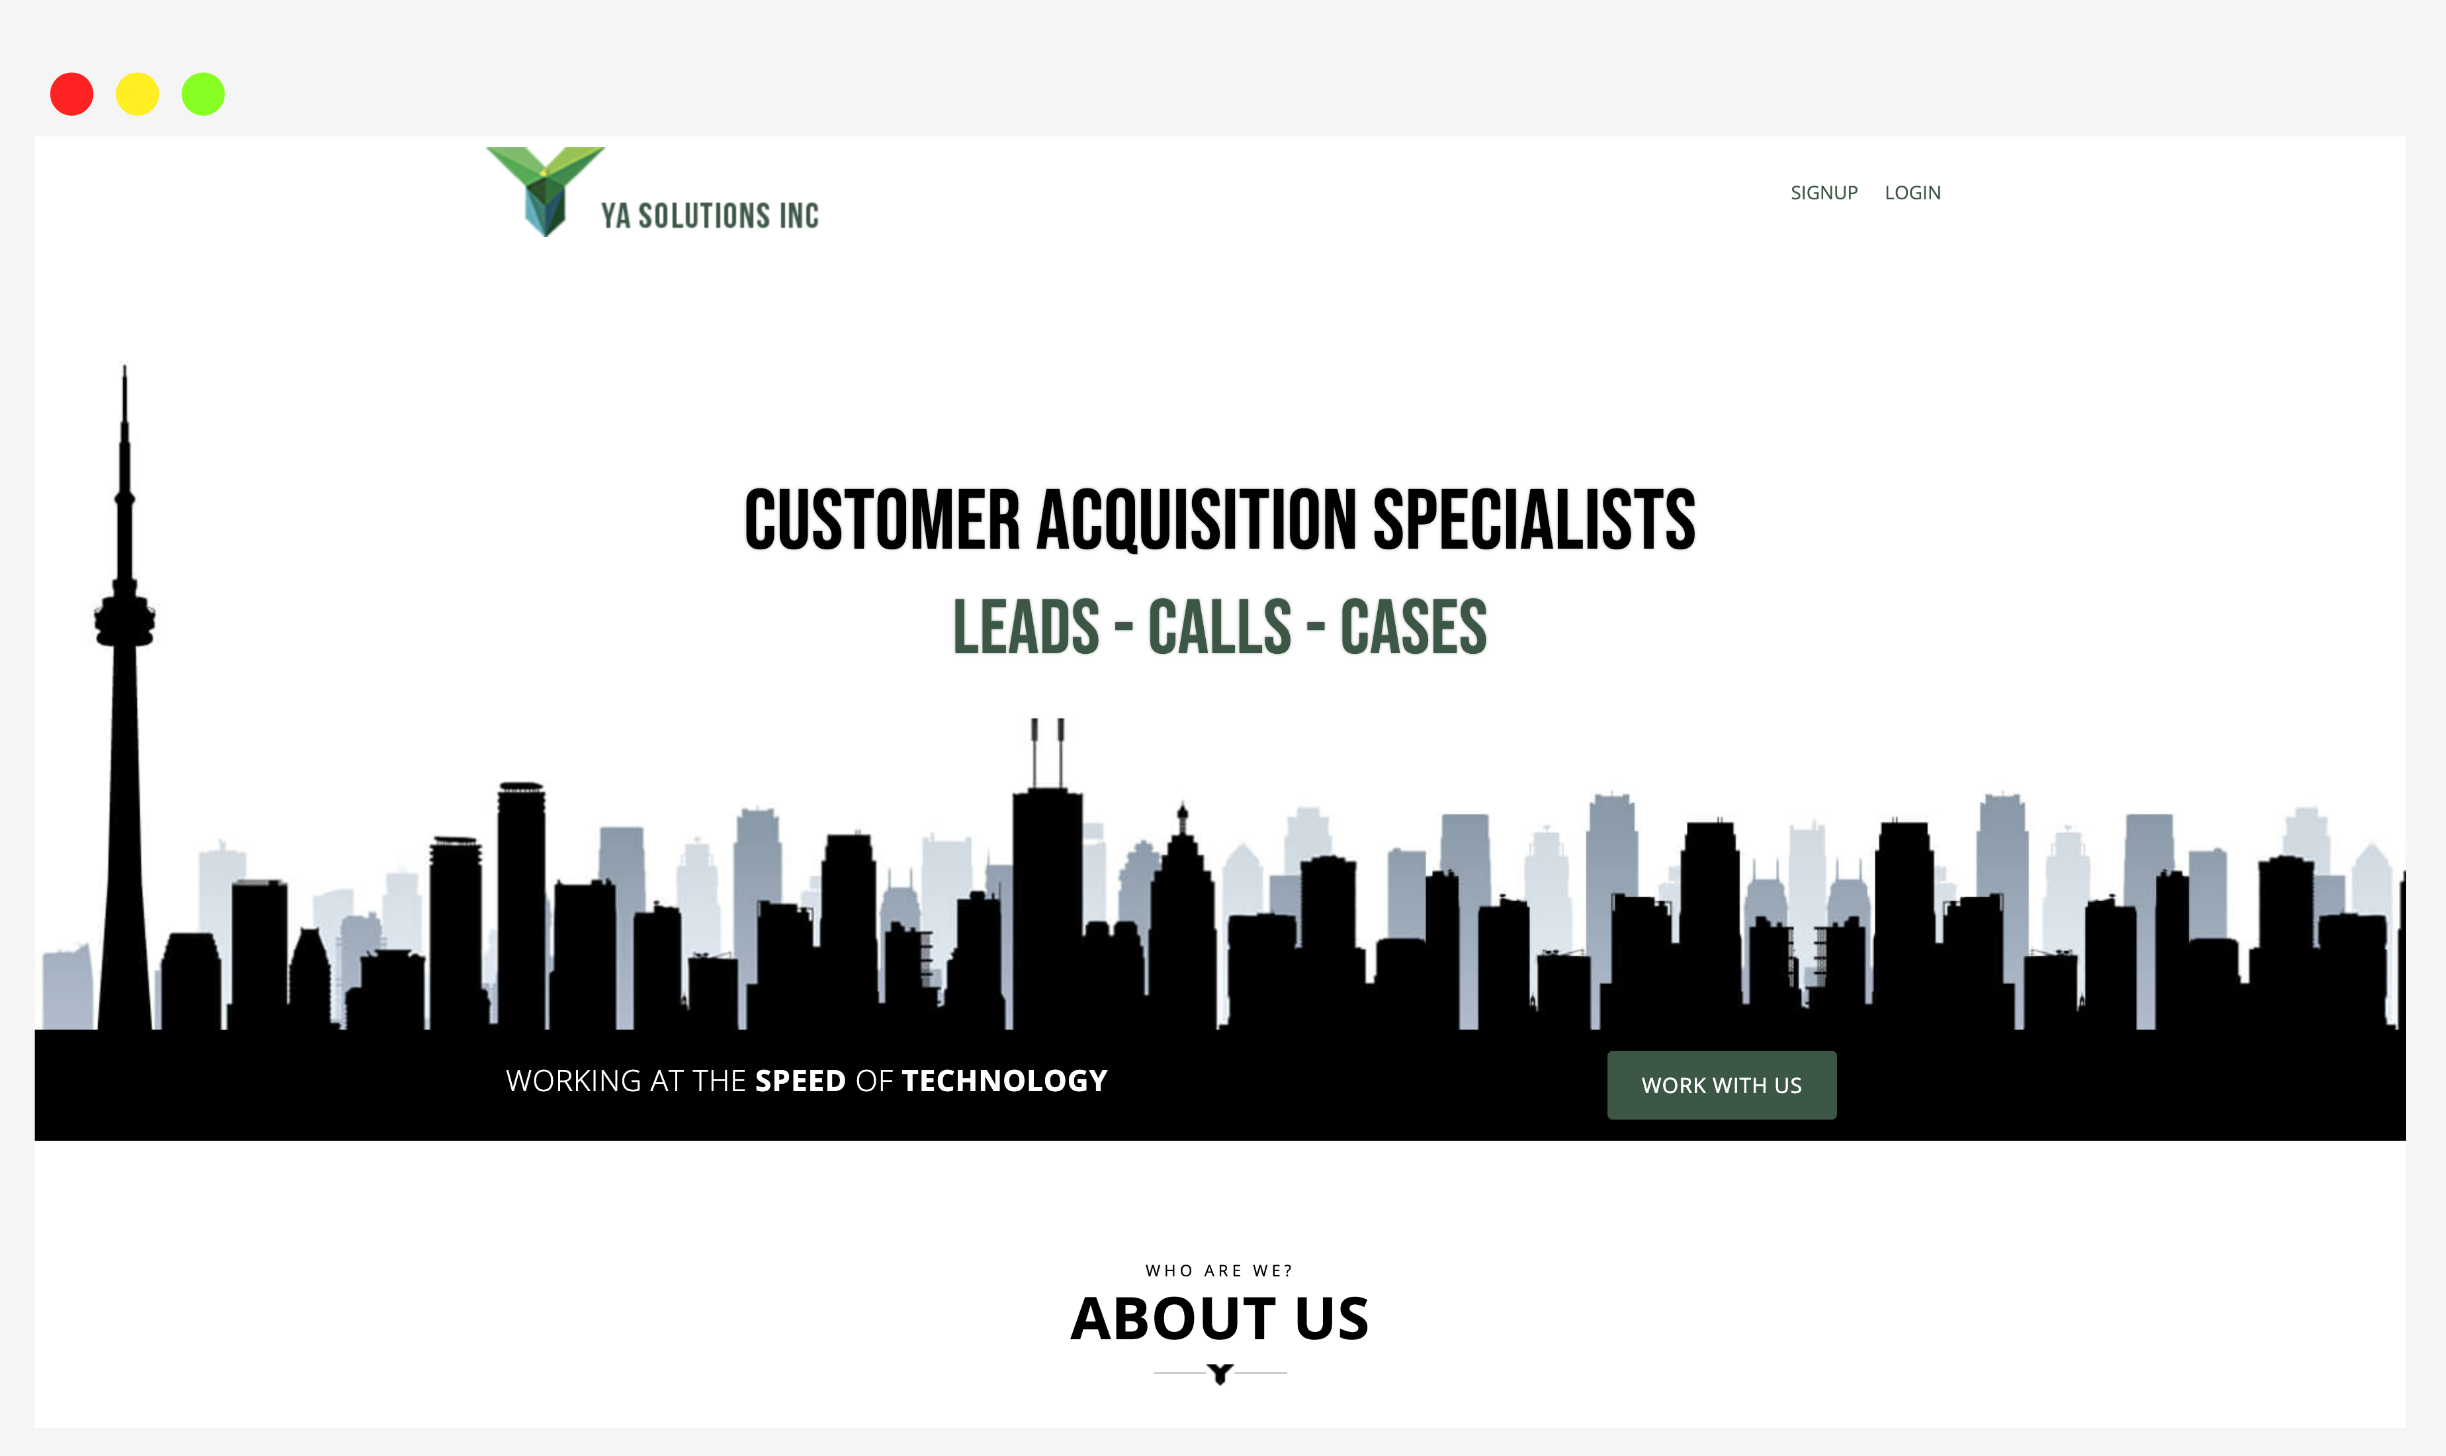 YA SOLUTIONS INC
SIGNUP LOGIN
CUSTOMER ACQUISITION SPECIALISTS
LEADS - CALLS - CASES
WORKING AT THE SPEED OF TECHNOLOGY
WORK WITH US
WHO ARE WE?
ABOUT US